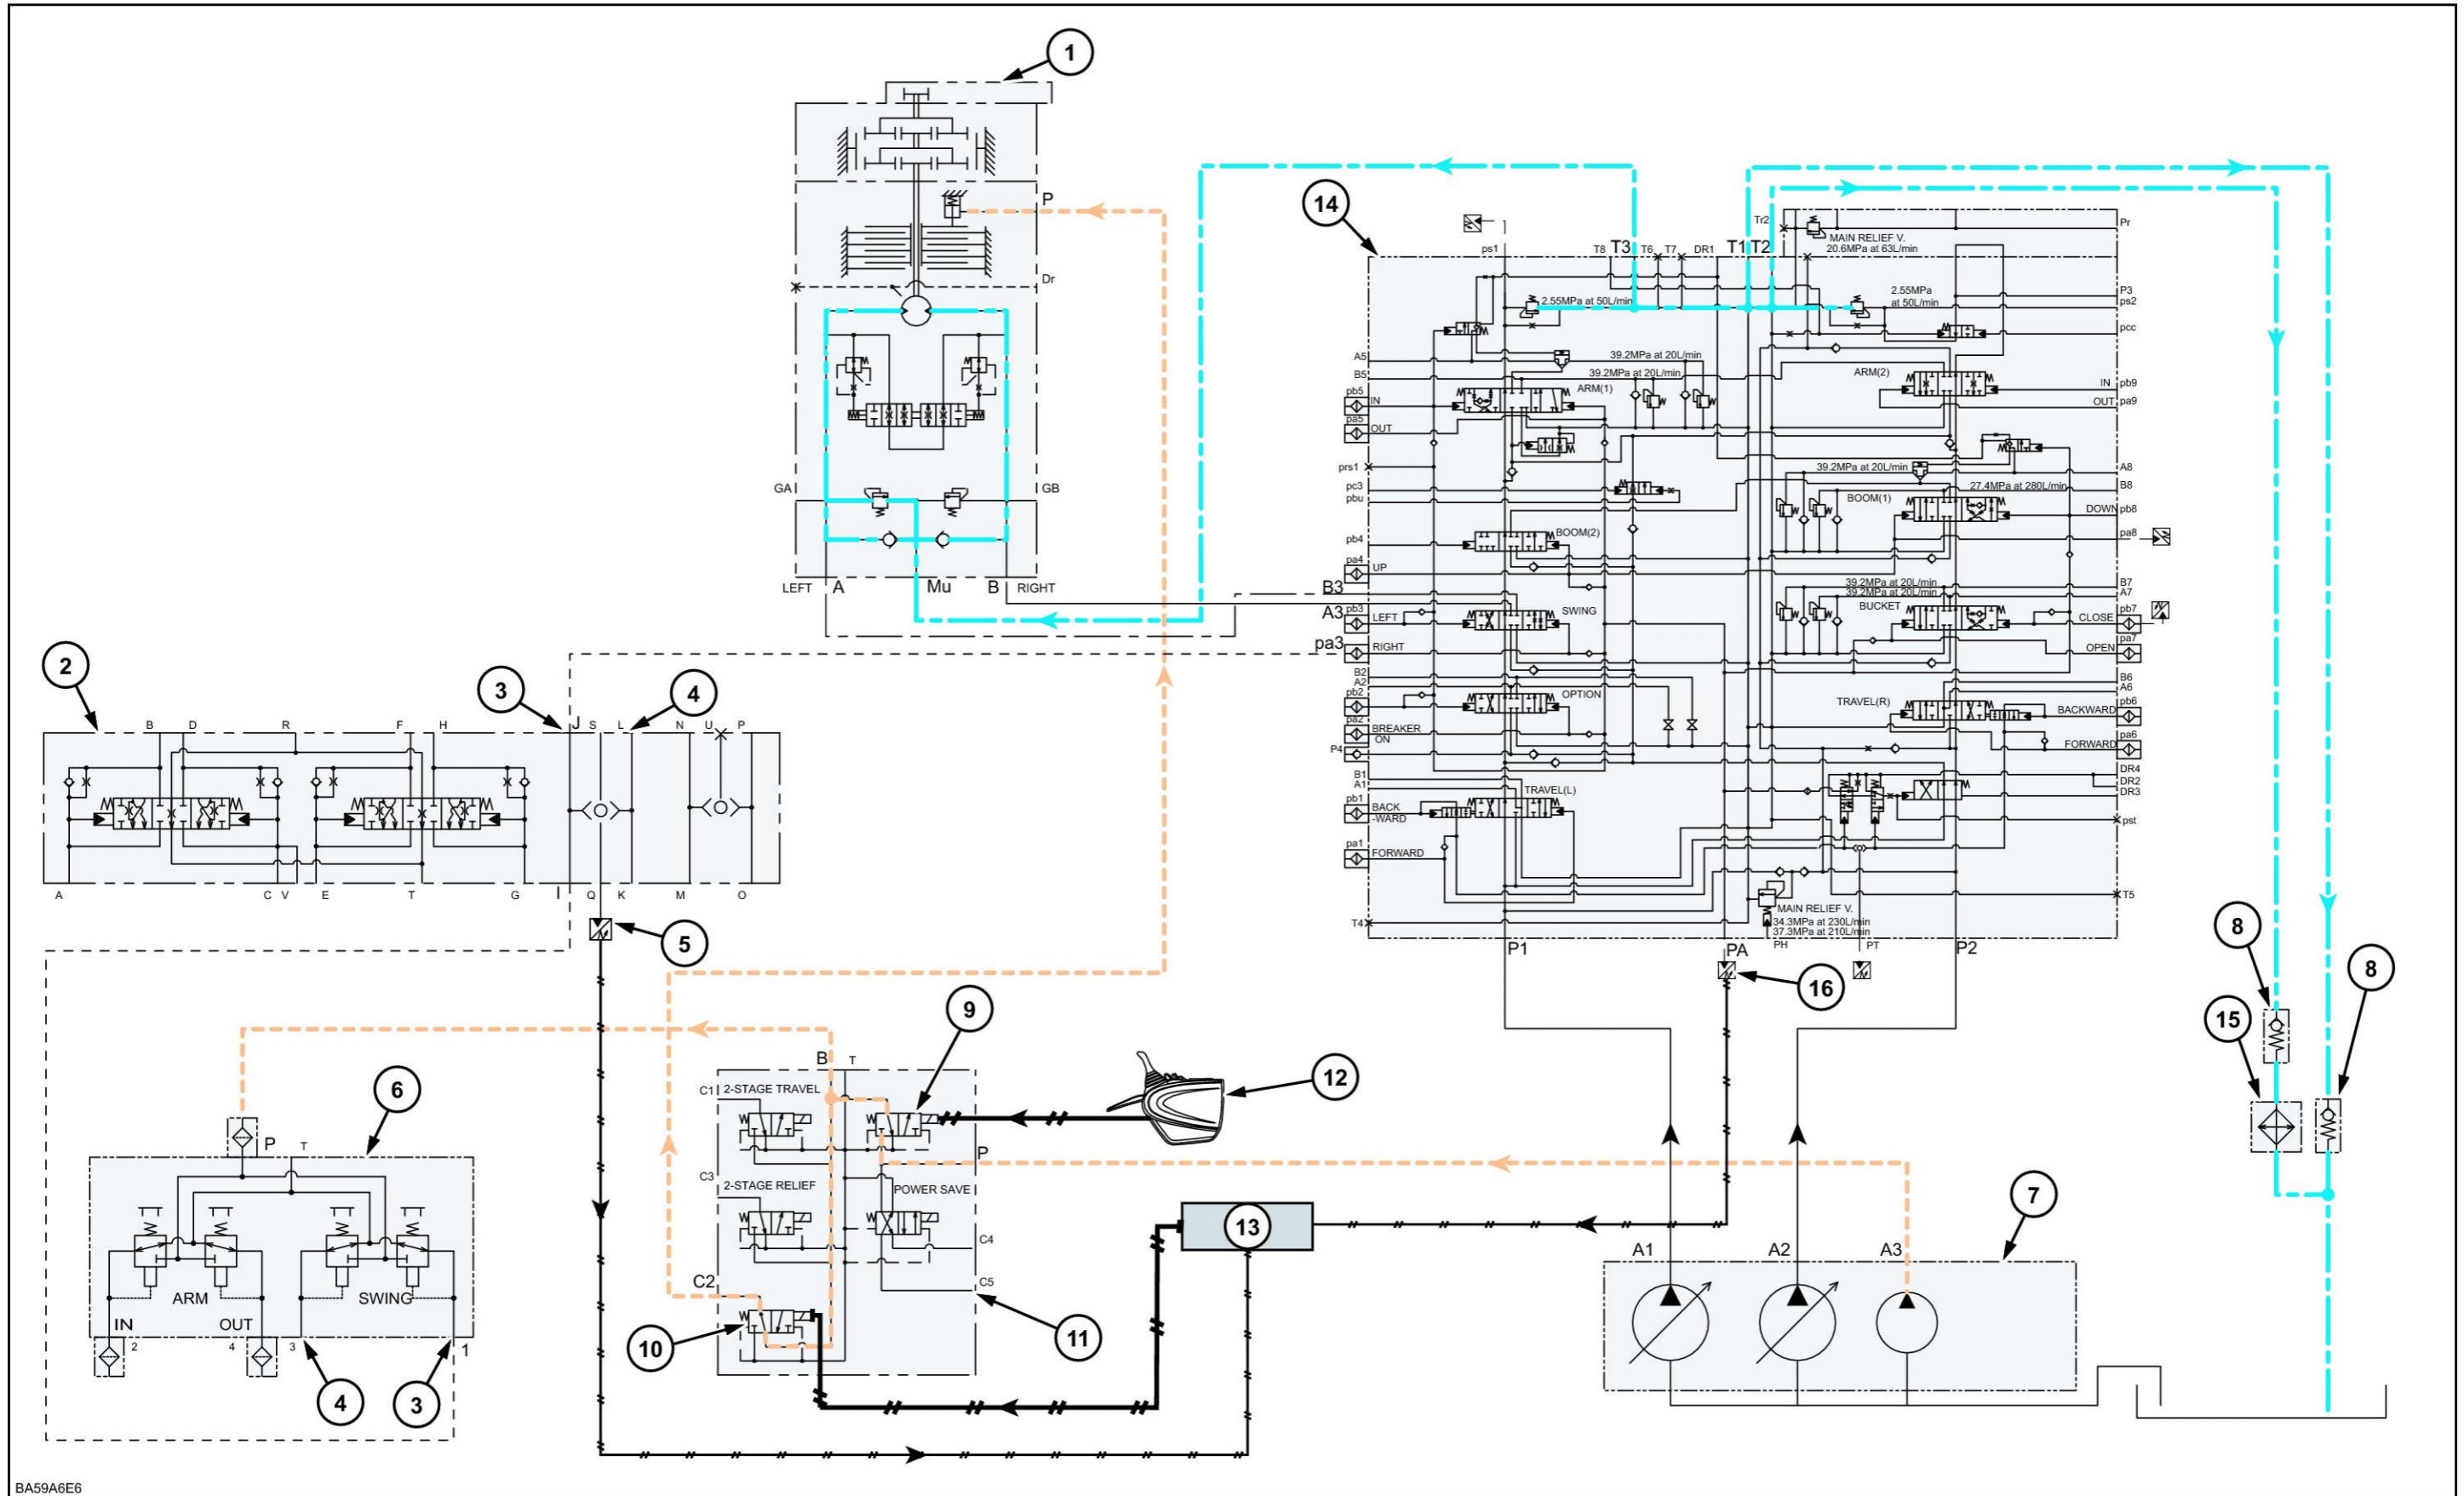 1
P
Dr
GA
GB
LEFT
A
Mu
B
RIGHT
14
ps1
T8
T3
T6
T7
DR1
T1
T2
Tr2
MAIN RELIEF V.
20.6MPa at 63L/min
Pr
2.55MPa at 50L/min
2.55MPa
at 50L/min
P3
ps2
pcc
A5
39.2MPa at 20L/min
B5
39.2MPa at 20L/min
ARM(1)
ARM(2)
pb5
IN
pa5
OUT
IN
pb9
OUT
pa9
prs1
39.2MPa at 20L/min
A8
pc3
pbu
27.4MPa at 280L/min
B8
BOOM(1)
DOWN
pb8
pa8
pb4
BOOM(2)
pa4
UP
39.2MPa at 20L/min
B7
39.2MPa at 20L/min
A7
B3
A3
pb3
LEFT
SWING
BUCKET
CLOSE
pb7
pa3
RIGHT
OPEN
pa7
B2
A2
pb2
OPTION
B6
A6
TRAVEL(R)
BACKWARD
pb6
pa2
BREAKER
ON
FORWARD
pa6
P4
B1
A1
DR4
DR2
DR3
pb1
BACK
-WARD
TRAVEL(L)
pst
pa1
FORWARD
T5
T4
MAIN RELIEF V.
34.3MPa at 230L/min
37.3MPa at 210L/min
P1
PA
PH
PT
P2
16
2
3
4
B
D
R
F
H
J
S
L
N
U
P
A
C
V
E
T
G
I
Q
K
M
O
5
8
15
8
9
B
T
C1
2-STAGE TRAVEL
12
P
C3
2-STAGE RELIEF
POWER SAVE
C4
C2
C5
10
11
13
6
P
T
ARM
SWING
IN
OUT
2
4
3
1
4
3
7
A1
A2
A3
BA59A6E6